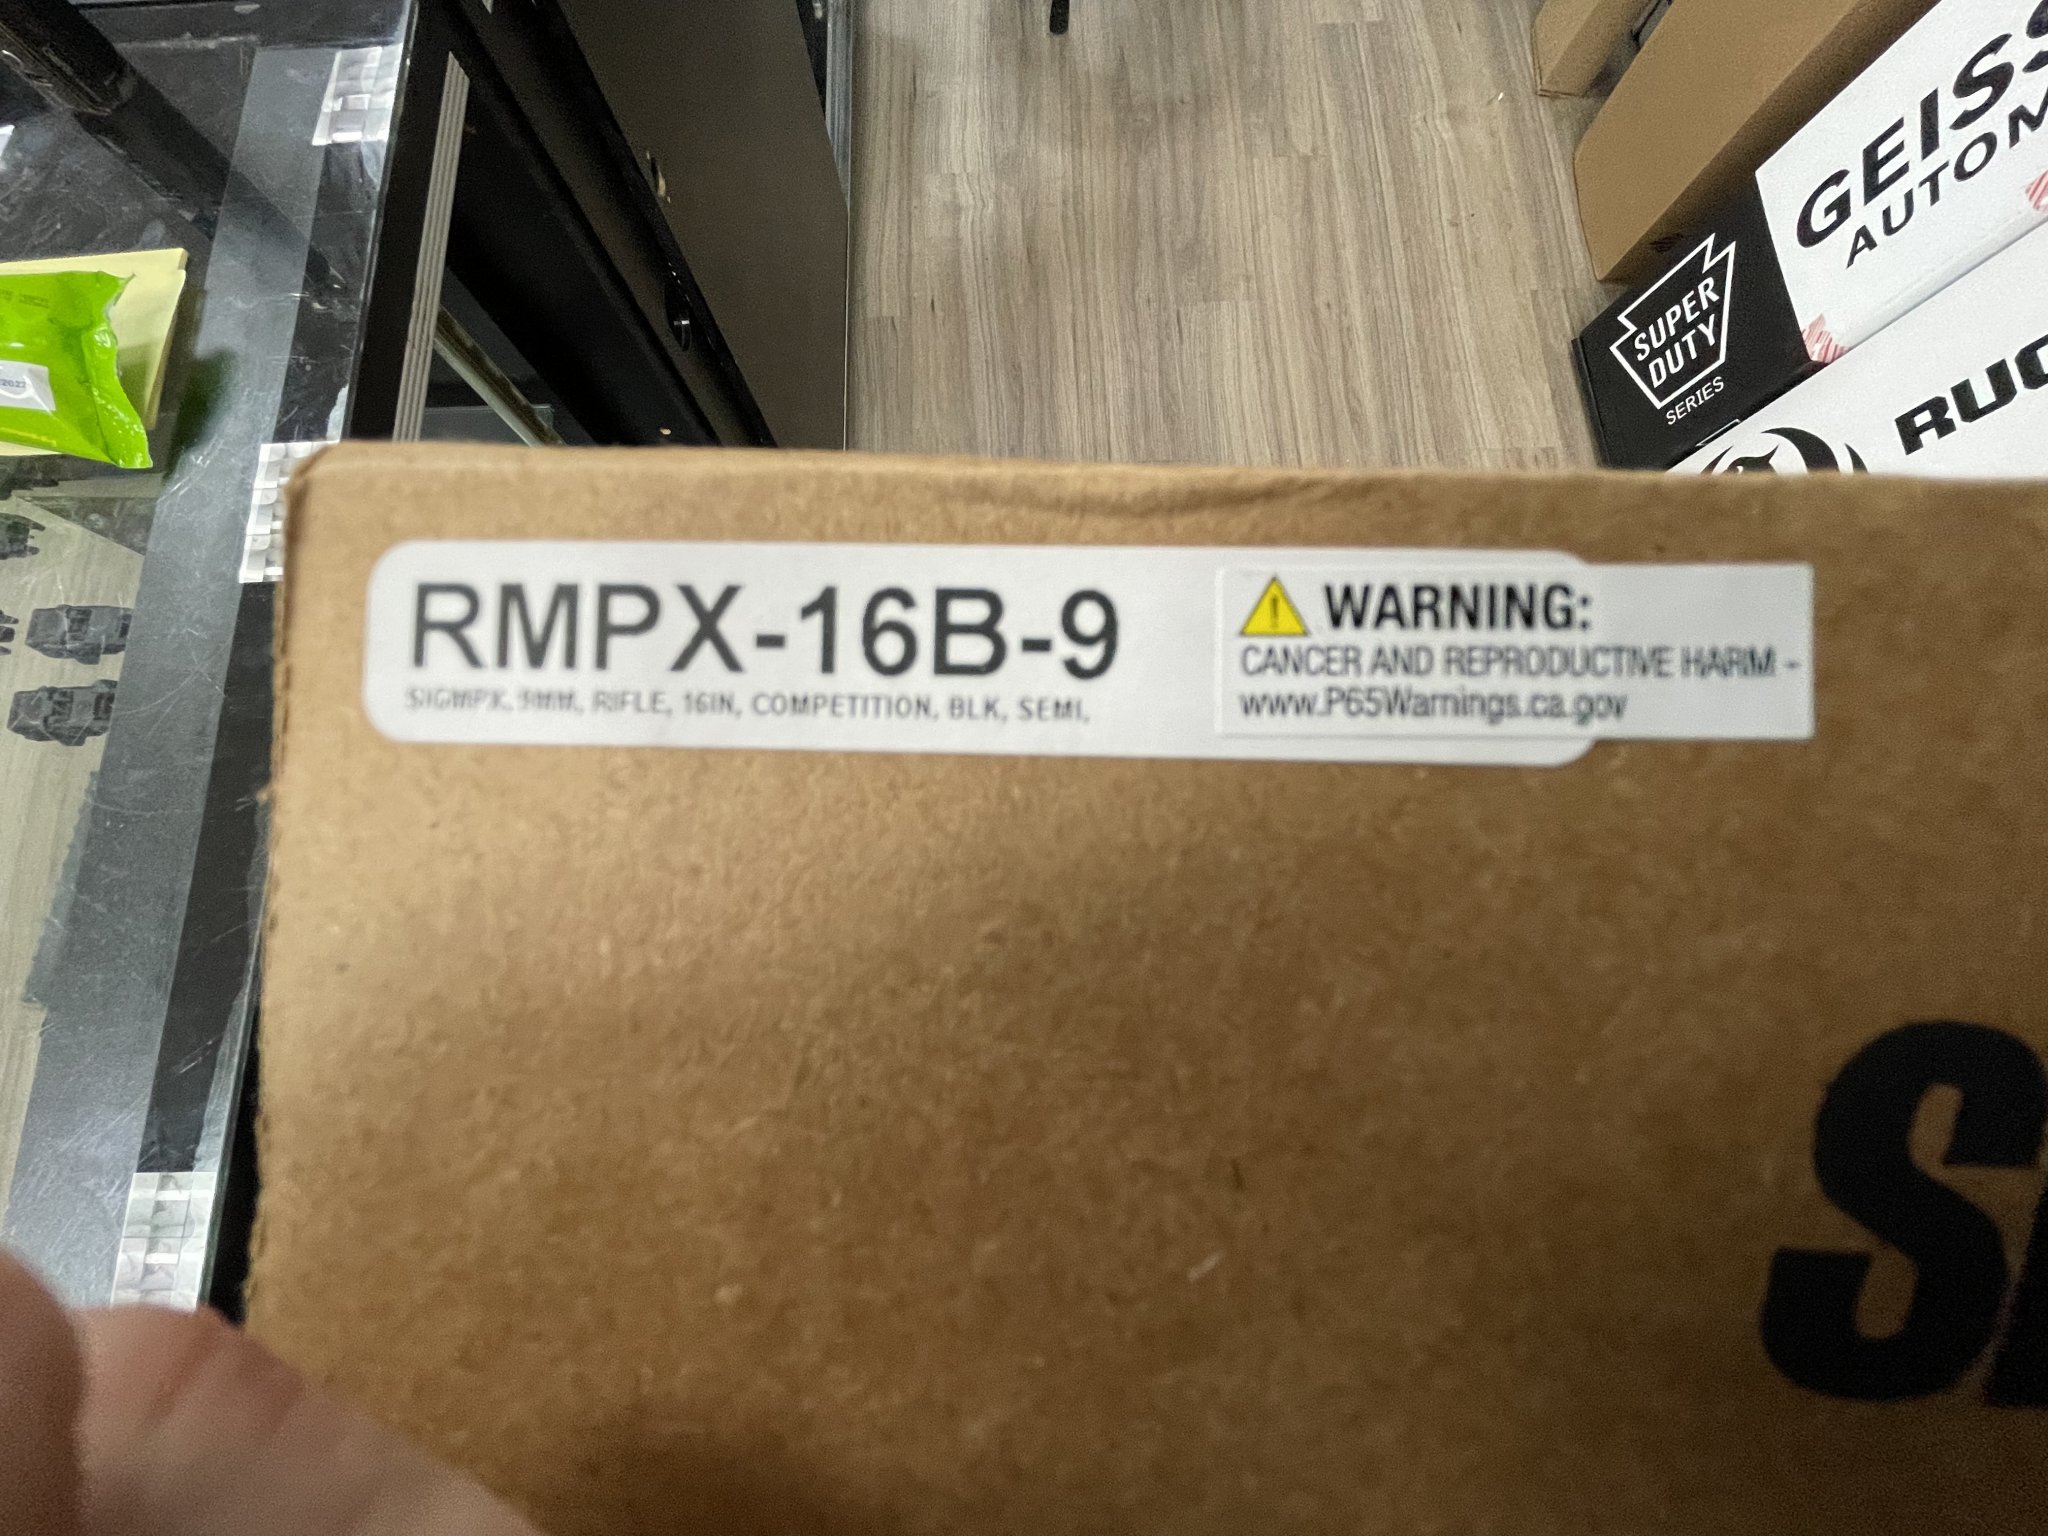 GEISS
AUTOM
SUPER
DUTY
SERIES
RUG
RMPX-16B-9
SIGMPX, 9MM, RIFLE, 16IN, COMPETITION, BLK, SEMI,
WARNING:
CANCER AND REPRODUCTIVE HARM -
www.P65Warnings.ca.gov
S